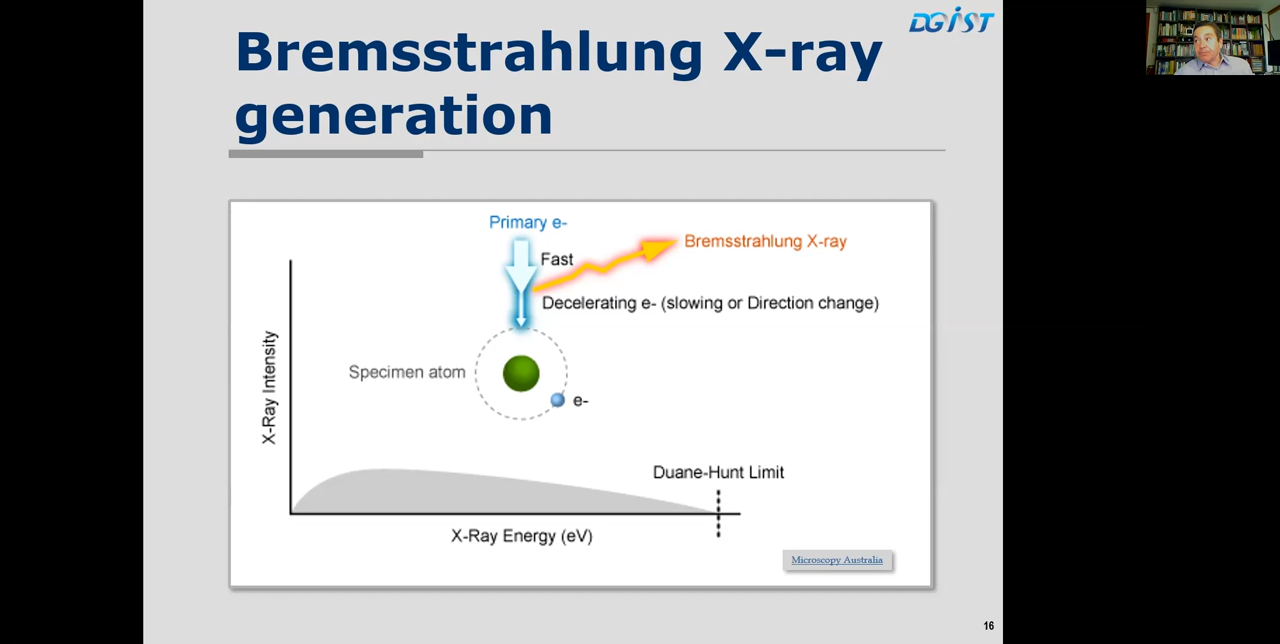 DGIST
Bremsstrahlung X-ray
generation
Primary e-
Fast
Bremsstrahlung X-ray
Decelerating e- (slowing or Direction change)
Specimen atom
e-
X-Ray Intensity
Duane-Hunt Limit
X-Ray Energy (eV)
Microscopy Australia
16